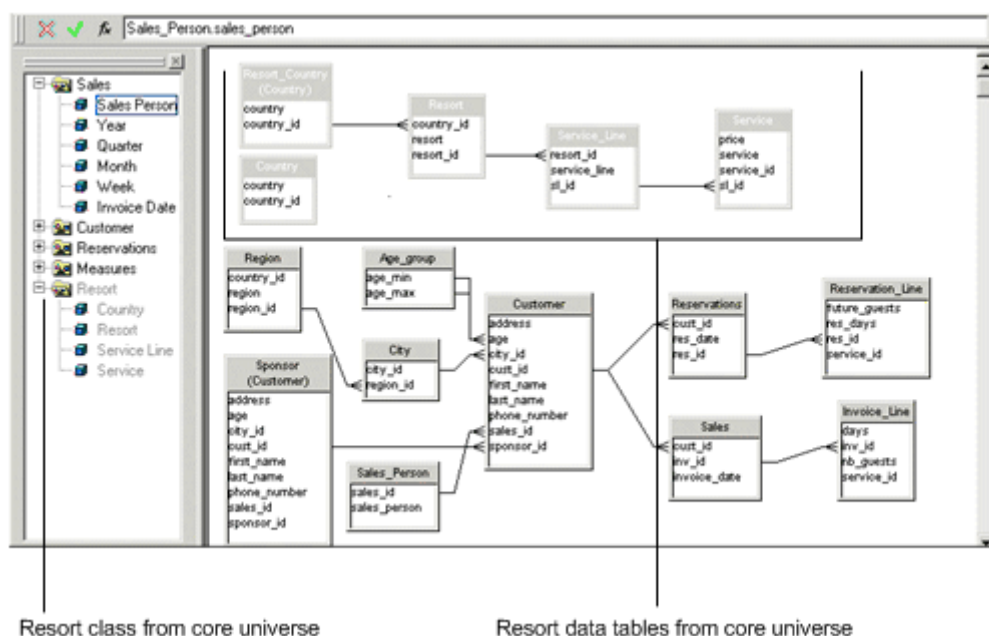 Sales_Person.sales_person
Sales
Sales Person
Year
Quarter
Month
Week
Invoice Date
Customer
Reservations
Measures
Resort
Country
Resort
Service Line
Service
Resort_Country
(Country)
country
country_id
Country
country
country_id
Resort
country_id
resort
resort_id
Service_Line
resort_id
service_line
sl_id
Service
price
service
service_id
sl_id
Region
country_id
region
region_id
Age_group
age_min
age_max
City
city_id
region_id
Customer
address
age
city_id
cust_id
first_name
last_name
phone_number
sales_id
sponsor_id
Sponsor
(Customer)
address
age
city_id
cust_id
first_name
last_name
phone_number
sales_id
sponsor_id
Sales_Person
sales_id
sales_person
Reservations
cust_id
res_date
res_id
Reservation_Line
future_guests
res_days
res_id
service_id
Sales
cust_id
inv_id
invoice_date
Invoice_Line
days
inv_id
nb_guests
service_id
Resort class from core universe
Resort data tables from core universe